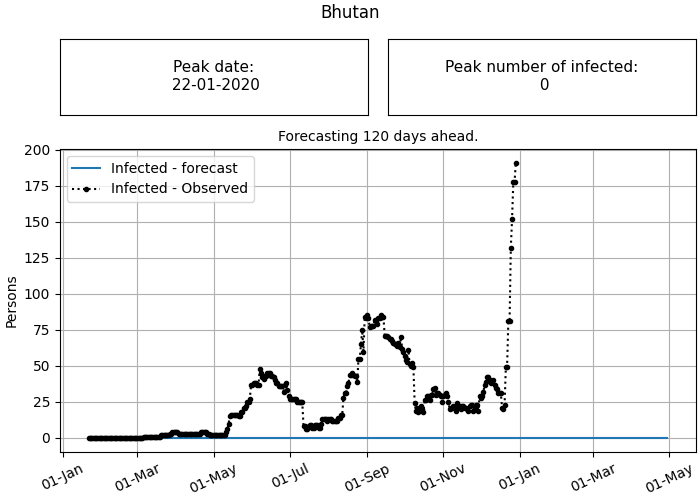 Bhutan
Peak date:
22-01-2020
Peak number of infected:
0
Forecasting 120 days ahead.
Infected - forecast
Infected - Observed
Persons
200
175
150
125
100
75
50
25
0
01-Jan
01-Mar
01-May
01-Jul
01-Sep
01-Nov
01-Jan
01-Mar
01-May